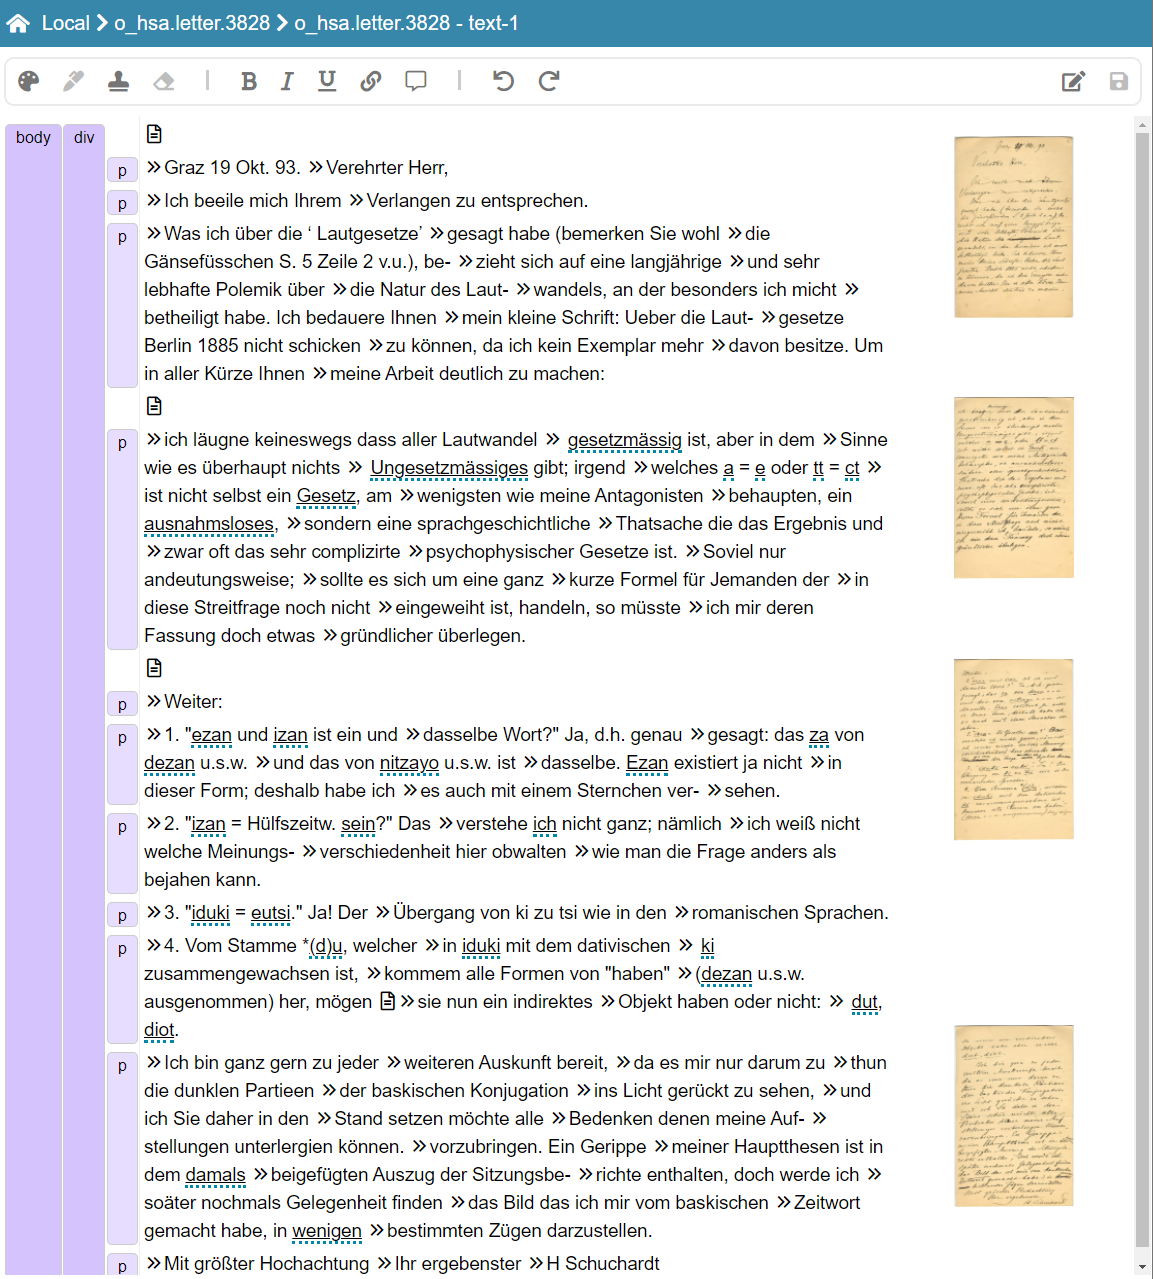 Local o_hsa.letter.3828 o_hsa.letter.3828 - text-1
B I U
body div
p »Graz 19 Okt. 93. »Verehrter Herr,
p »Ich beeile mich Ihrem »Verlangen zu entsprechen.
p »Was ich über die ‘ Lautgesetze’ »gesagt habe (bemerken Sie wohl »die
Gänsefüsschen S. 5 Zeile 2 v.u.), be- »zieht sich auf eine langjährige »und sehr
lebhafte Polemik über »die Natur des Laut- »wandels, an der besonders ich micht »
betheiligt habe. Ich bedauere Ihnen »mein kleine Schrift: Ueber die Laut- »gesetze
Berlin 1885 nicht schicken »zu können, da ich kein Exemplar mehr »davon besitze. Um
in aller Kürze Ihnen »meine Arbeit deutlich zu machen:
p »ich läugne keineswegs dass aller Lautwandel » gesetzmässig ist, aber in dem »Sinne
wie es überhaupt nichts » Ungesetzmässiges gibt; irgend »welches a = e oder tt = ct »
ist nicht selbst ein Gesetz, am »wenigsten wie meine Antagonisten »behaupten, ein
ausnahmsloses, »sondern eine sprachgeschichtliche »Thatsache die das Ergebnis und
»zwar oft das sehr complizirte »psychophysischer Gesetze ist. »Soviel nur
andeutungsweise; »sollte es sich um eine ganz »kurze Formel für Jemanden der »in
diese Streitfrage noch nicht »eingeweiht ist, handeln, so müsste »ich mir deren
Fassung doch etwas »gründlicher überlegen.
p »Weiter:
p »1. "ezan und izan ist ein und »dasselbe Wort?" Ja, d.h. genau »gesagt: das za von
dezan u.s.w. »und das von nitzayo u.s.w. ist »dasselbe. Ezan existiert ja nicht »in
dieser Form; deshalb habe ich »es auch mit einem Sternchen ver- »sehen.
p »2. "izan = Hülfszeitw. sein?" Das »verstehe ich nicht ganz; nämlich »ich weiß nicht
welche Meinungs- »verschiedenheit hier obwalten »wie man die Frage anders als
bejahen kann.
p »3. "iduki = eutsi." Ja! Der »Übergang von ki zu tsi wie in den »romanischen Sprachen.
p »4. Vom Stamme *(d)u, welcher »in iduki mit dem dativischen » ki
zusammengewachsen ist, »kommem alle Formen von "haben" »(dezan u.s.w.
ausgenommen) her, mögen »sie nun ein indirektes »Objekt haben oder nicht: » dut,
diot.
p »Ich bin ganz gern zu jeder »weiteren Auskunft bereit, »da es mir nur darum zu »thun
die dunklen Partieen »der baskischen Konjugation »ins Licht gerückt zu sehen, »und
ich Sie daher in den »Stand setzen möchte alle »Bedenken denen meine Auf- »
stellungen unterlergien können. »vorzubringen. Ein Gerippe »meiner Hauptthesen ist in
dem damals »beigefügten Auszug der Sitzungsbe- »richte enthalten, doch werde ich »
soäter nochmals Gelegenheit finden »das Bild das ich mir vom baskischen »Zeitwort
gemacht habe, in wenigen »bestimmten Zügen darzustellen.
p »Mit größter Hochachtung »Ihr ergebenster »H Schuchardt